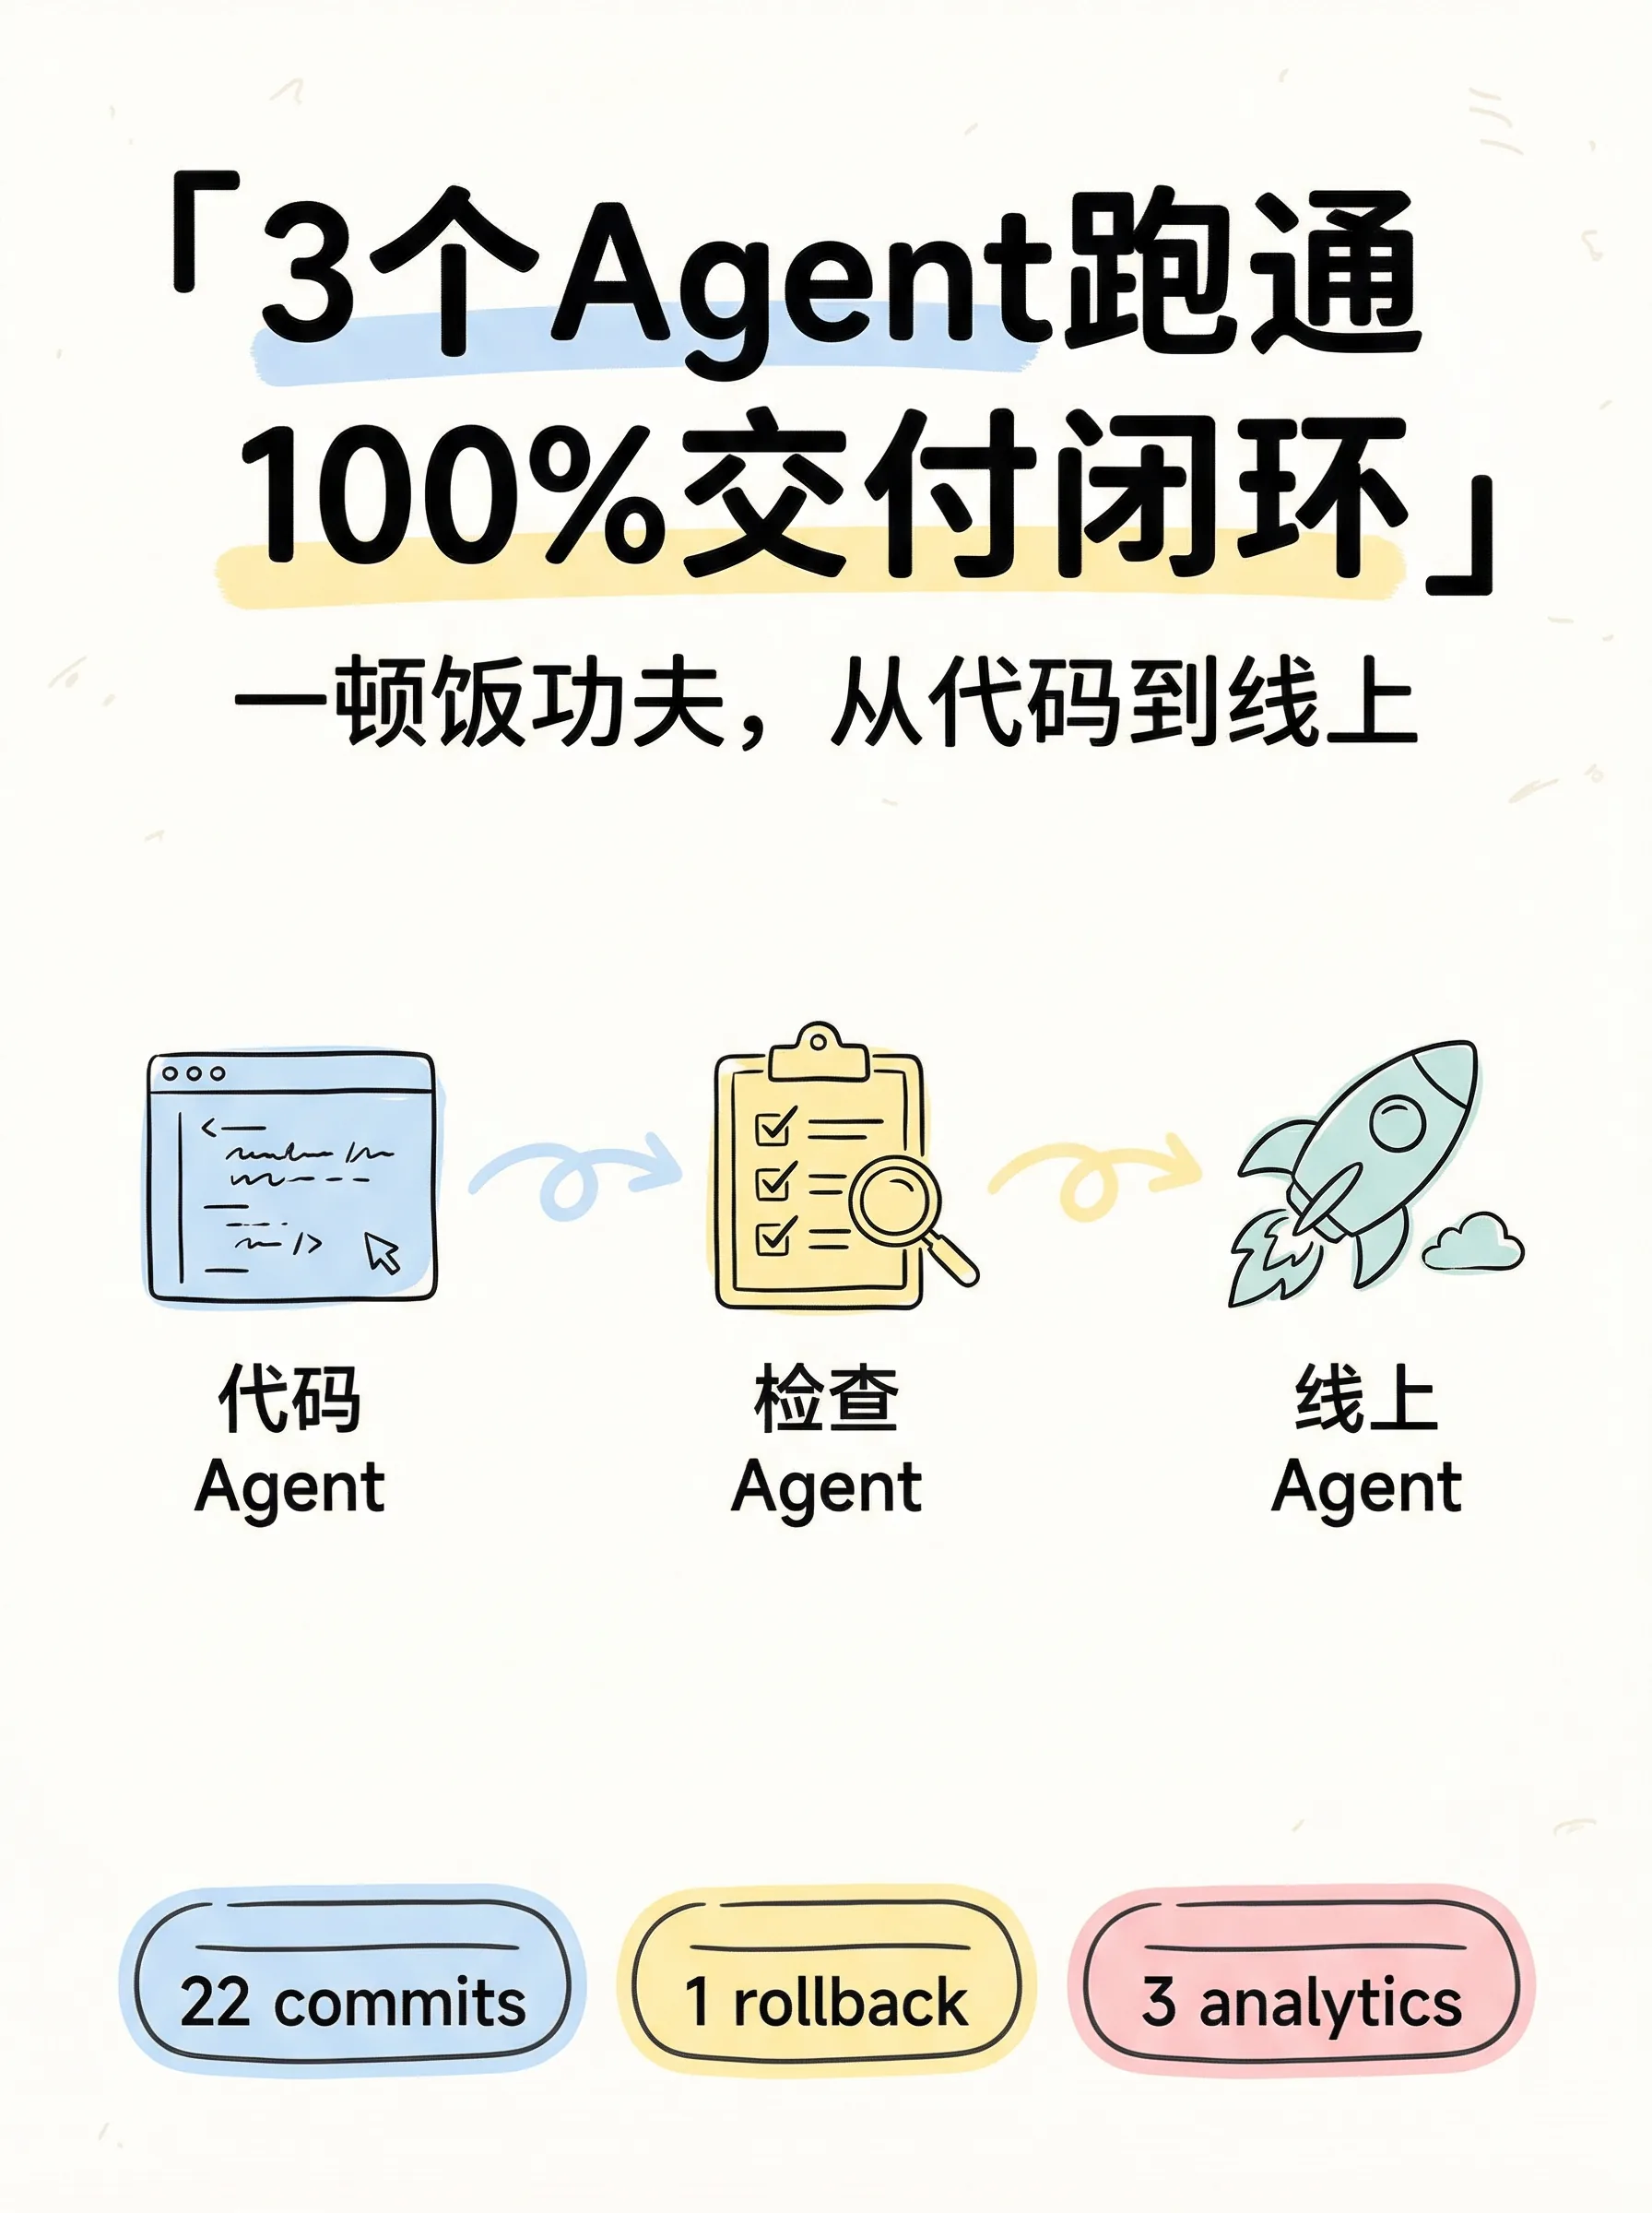 「3个Agent跑通
100%交付闭环」
一顿饭功夫，从代码到线上
代码
Agent
检查
Agent
线上
Agent
22 commits
1 rollback
3 analytics